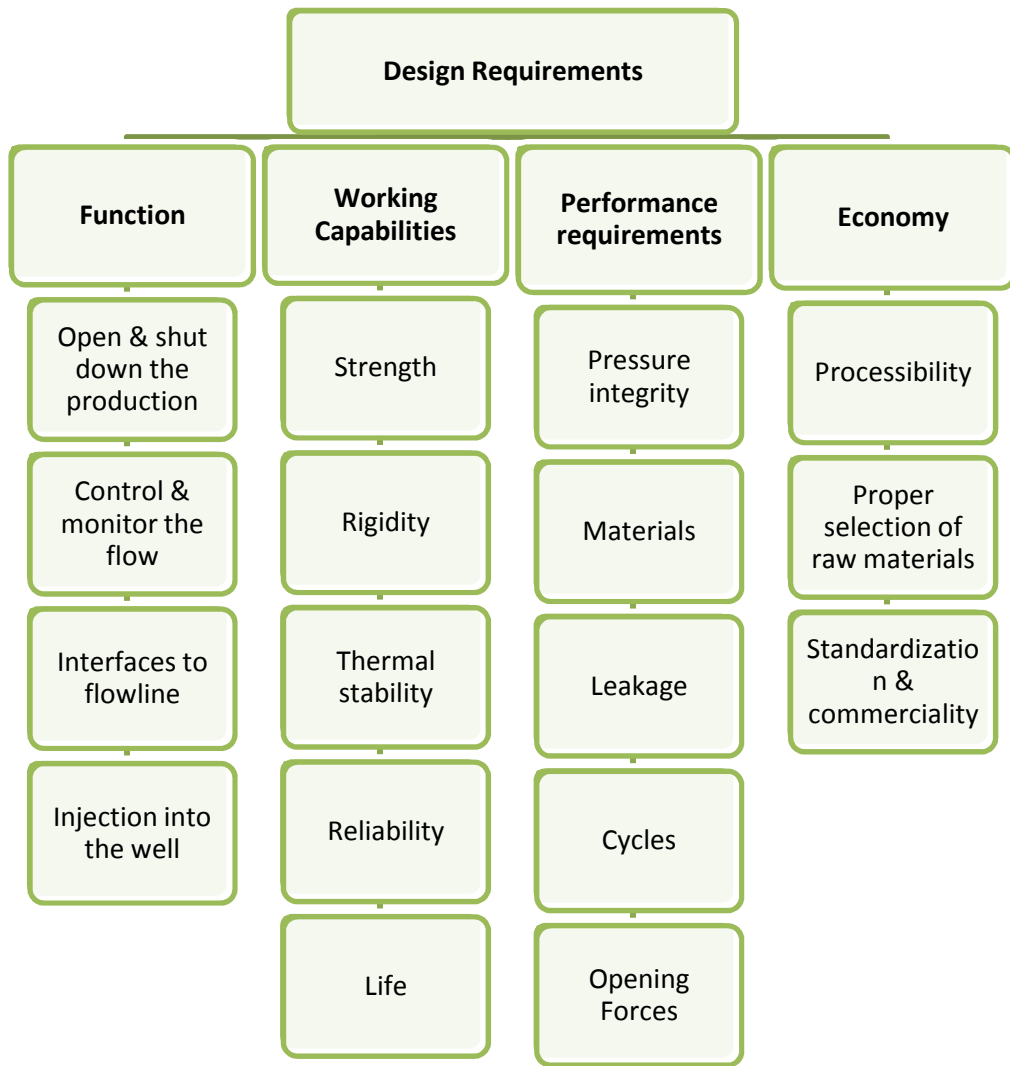 Design Requirements
Function
Open & shut
down the
production
Control &
monitor the
flow
Interfaces to
flowline
Injection into
the well
Working
Capabilities
Strength
Rigidity
Thermal
stability
Reliability
Life
Performance
requirements
Pressure
integrity
Materials
Leakage
Cycles
Opening
Forces
Economy
Processibility
Proper
selection of
raw materials
Standardizatio
n &
commerciality